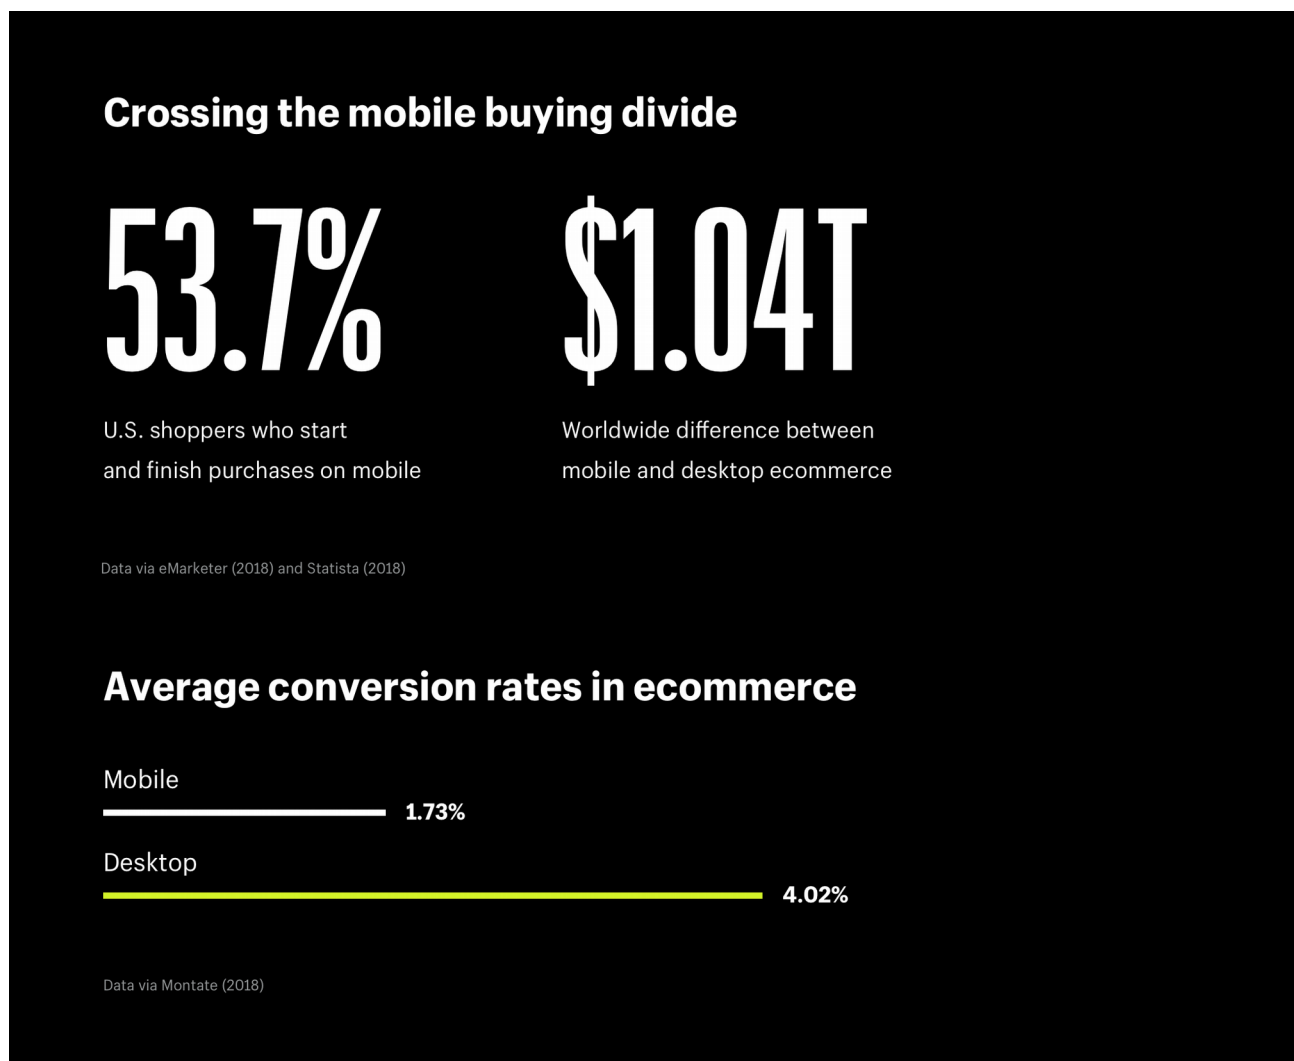 Crossing the mobile buying divide
53.7%
U.S. shoppers who start
and finish purchases on mobile
$1.04T
Worldwide difference between
mobile and desktop ecommerce
Data via eMarketer (2018) and Statista (2018)
Average conversion rates in ecommerce
Mobile
1.73%
Desktop
4.02%
Data via Montate (2018)